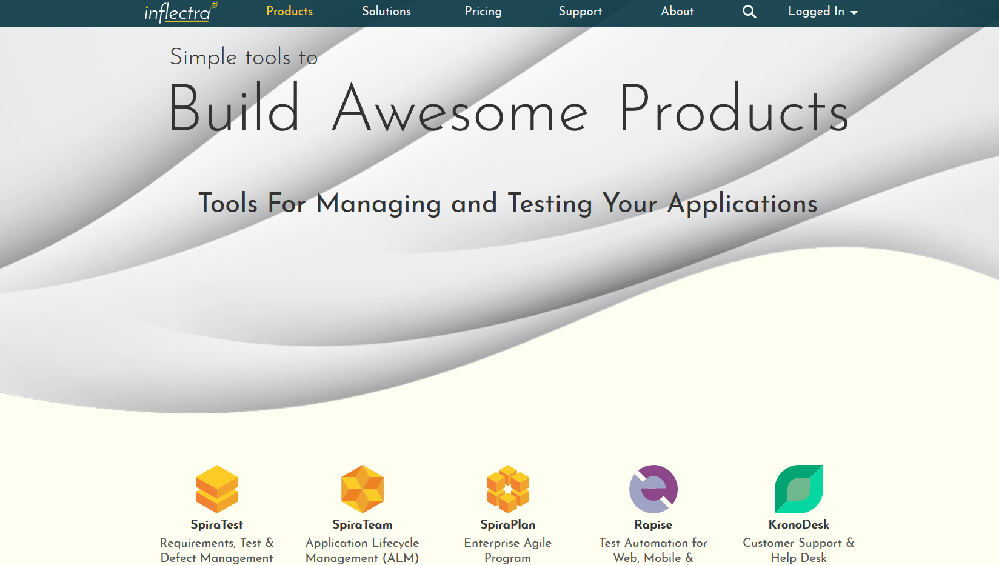 inflectra Products Solutions Pricing Support About Logged In
Simple tools to
Build Awesome Products
Tools For Managing and Testing Your Applications
SpiraTest
Requirements, Test &
Defect Management
SpiraTeam
Application Lifecycle
Management (ALM)
SpiraPlan
Enterprise Agile
Program
Rapise
Test Automation for
Web, Mobile &
KronoDesk
Customer Support &
Help Desk